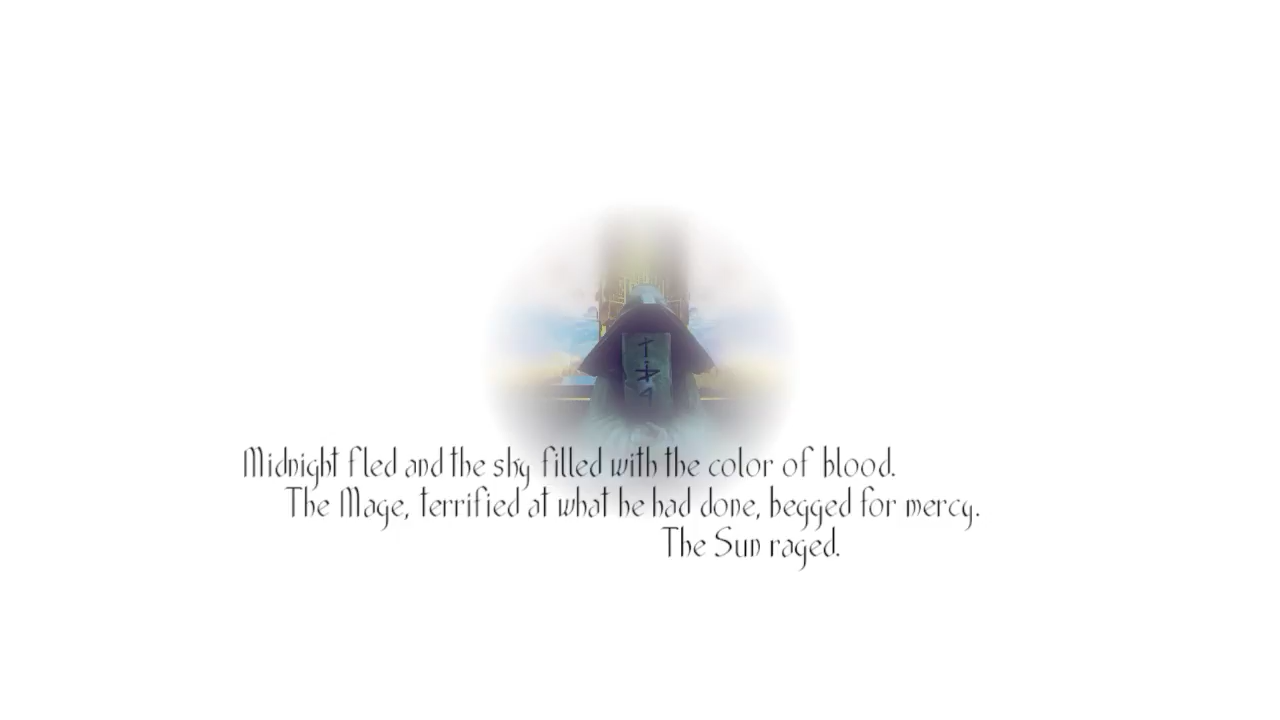 Midnight fled and the sky filled with the color of blood.
The Mage, terrified at what he had done, begged for mercy.
The Sun raged.